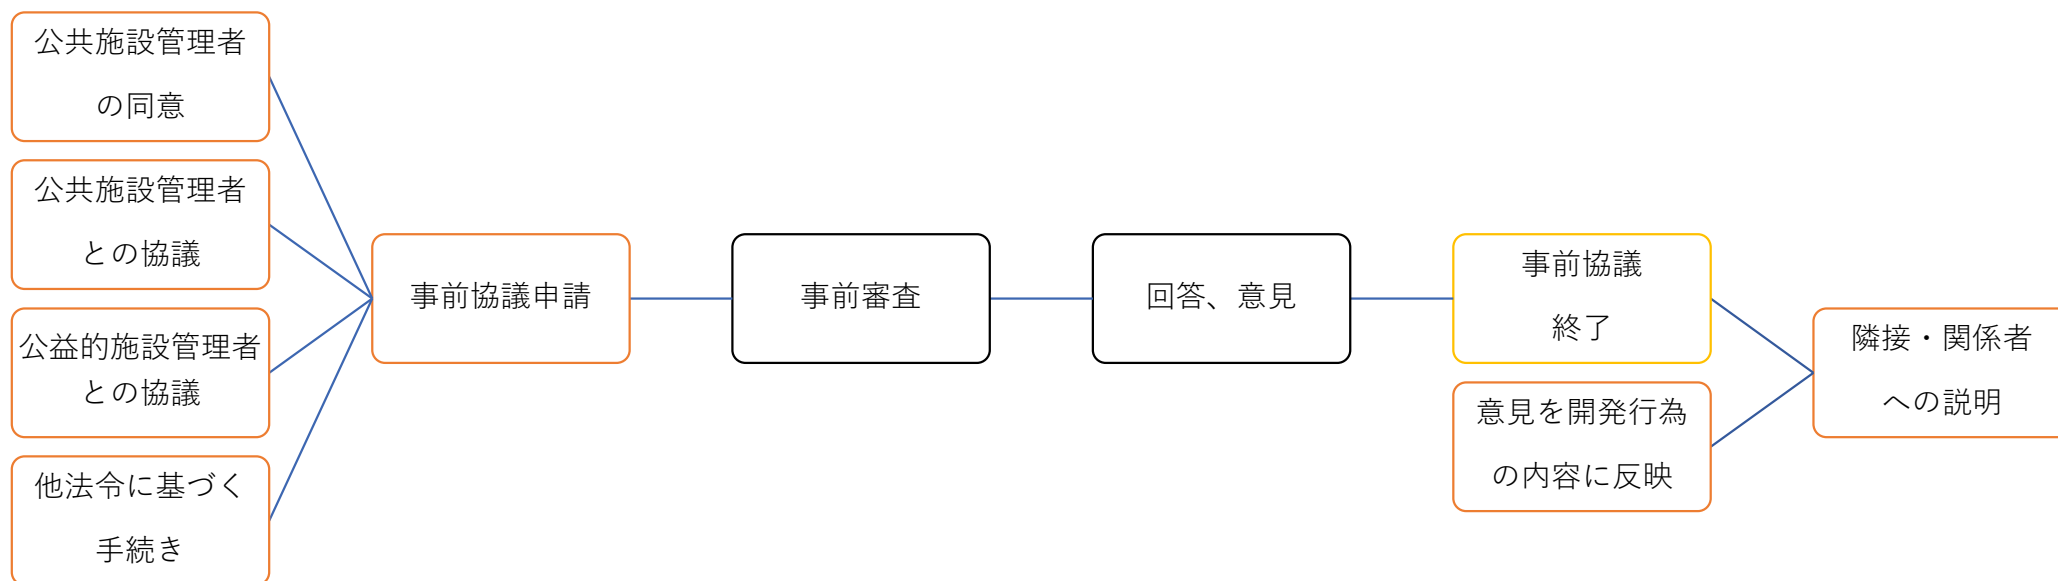 公共施設管理者
の同意
公共施設管理者
との協議
公益的施設管理者
との協議
他法令に基づく
手続き
事前協議申請
事前審査
回答、意見
事前協議
終了
意見を開発行為
の内容に反映
隣接・関係者
への説明